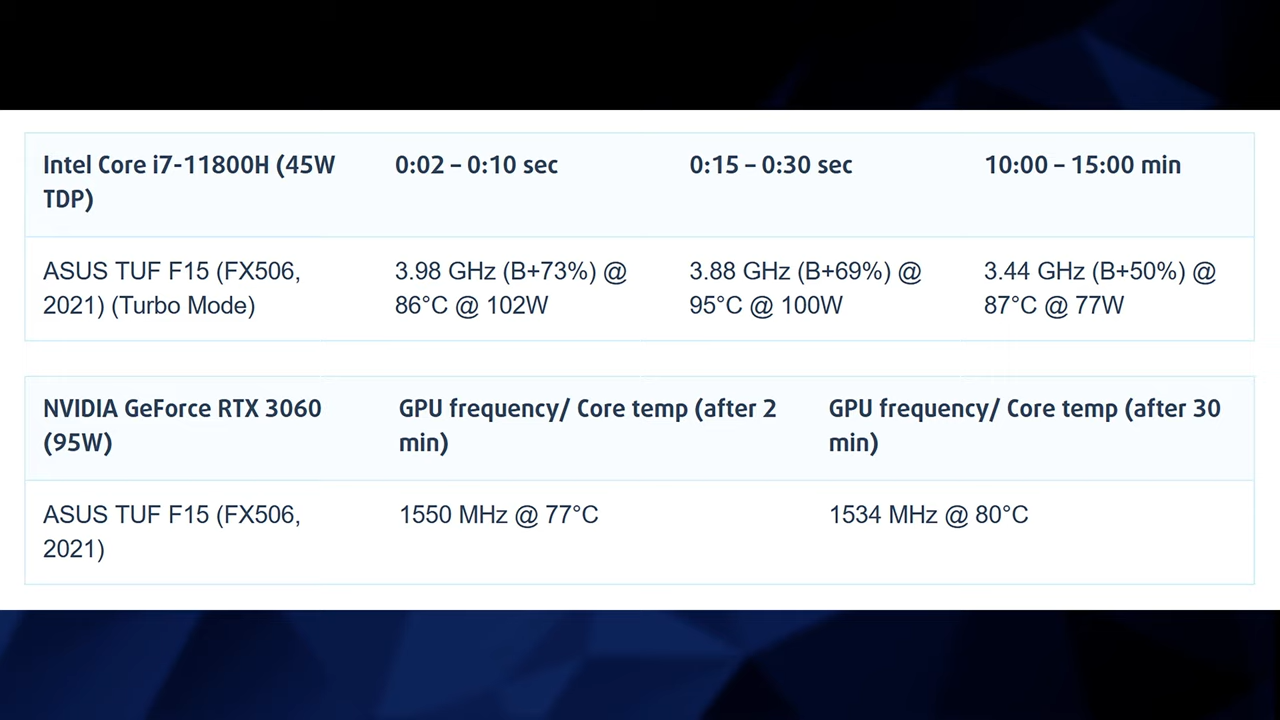 Intel Core i7-11800H (45W TDP) 0:02 – 0:10 sec 0:15 – 0:30 sec 10:00 – 15:00 min
ASUS TUF F15 (FX506, 2021) (Turbo Mode) 3.98 GHz (B+73%) @ 86°C @ 102W 3.88 GHz (B+69%) @ 95°C @ 100W 3.44 GHz (B+50%) @ 87°C @ 77W
NVIDIA GeForce RTX 3060 (95W) GPU frequency/ Core temp (after 2 min) GPU frequency/ Core temp (after 30 min)
ASUS TUF F15 (FX506, 2021) 1550 MHz @ 77°C 1534 MHz @ 80°C